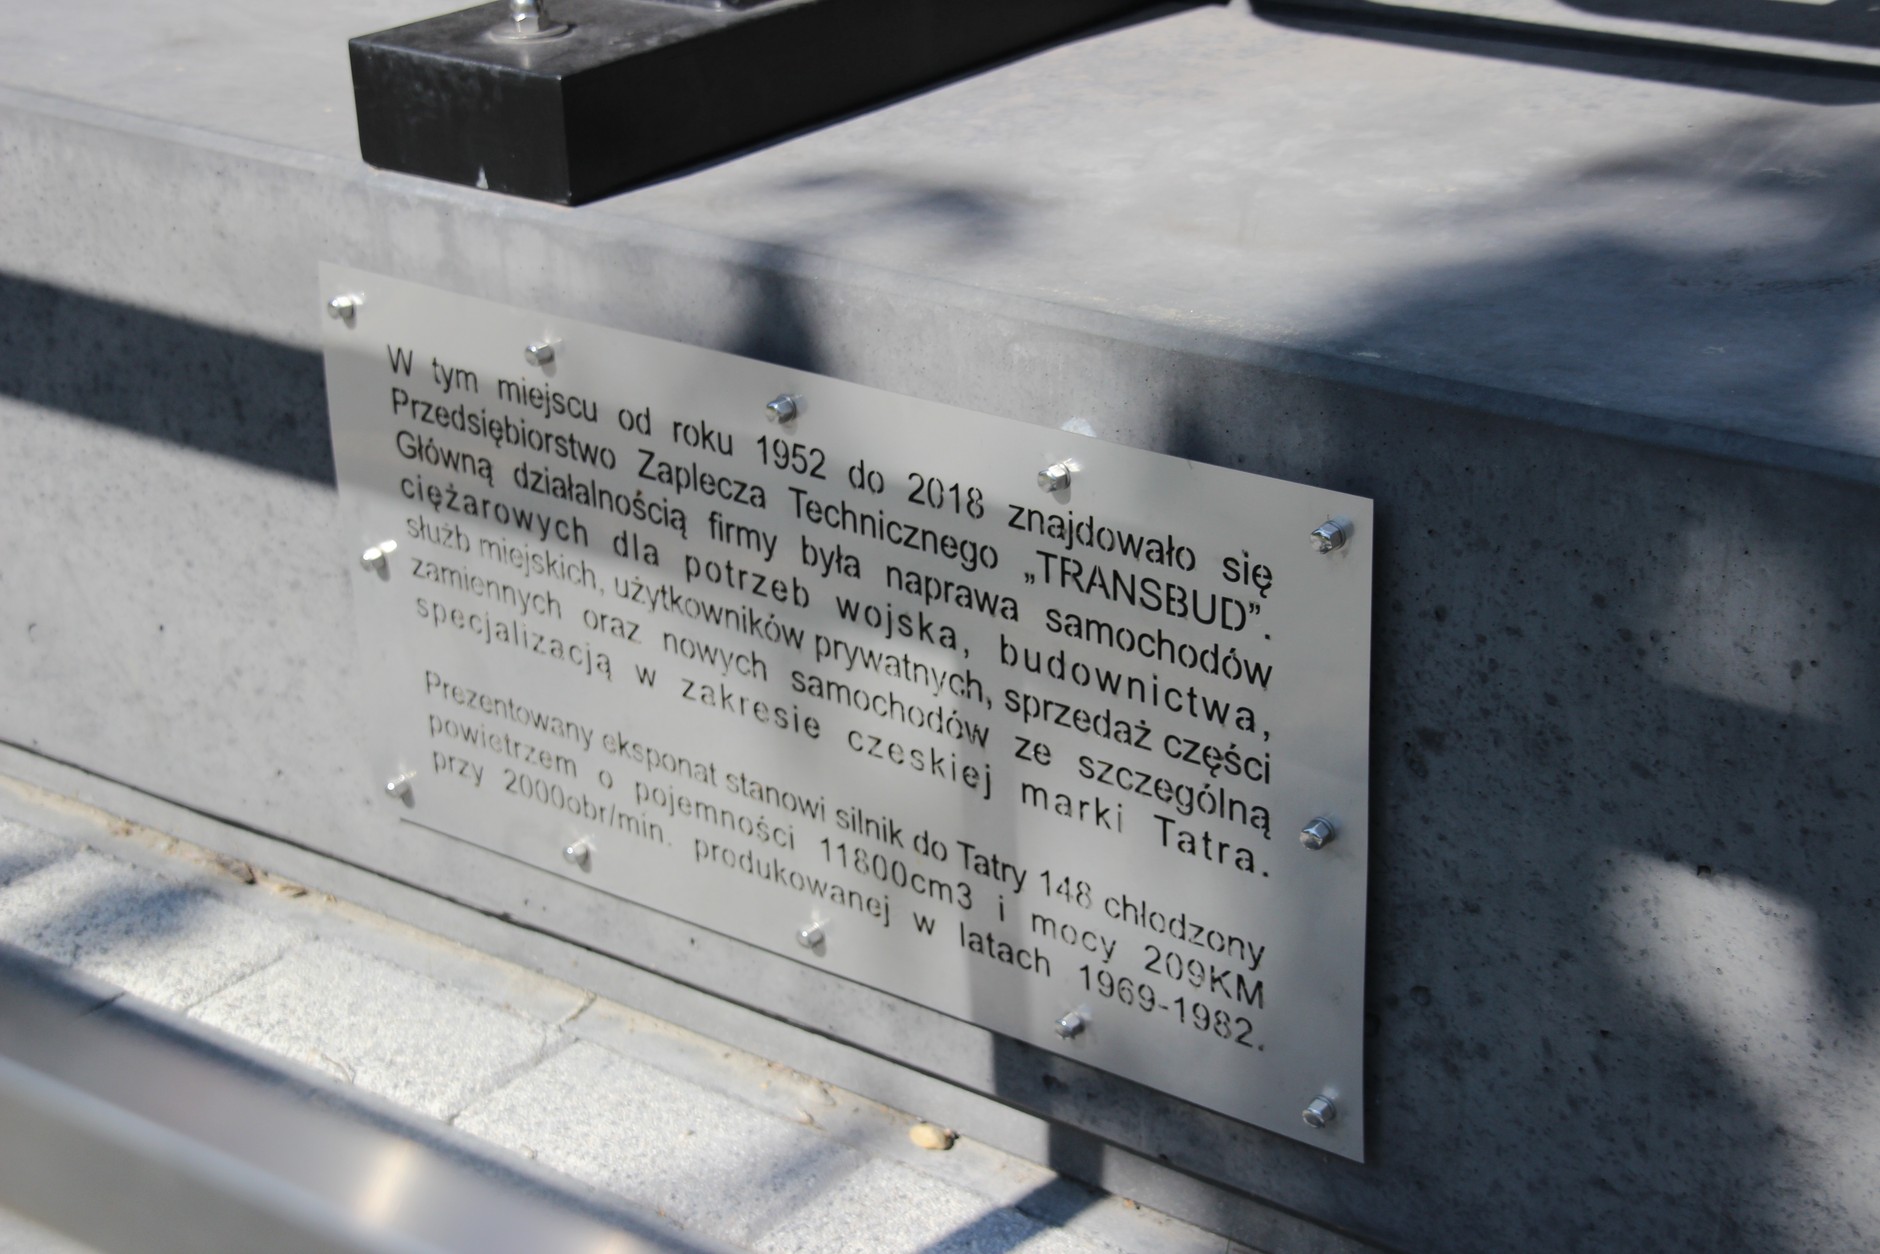 W tym miejscu od roku 1952 do 2018 znajdowało się
Przedsiębiorstwo Zaplecza Technicznego „TRANSBUD”.
Główną działalnością firmy była naprawa samochodów
ciężarowych dla potrzeb wojska, budownictwa,
służb miejskich, użytkowników prywatnych, sprzedaż części
zamiennych oraz nowych samochodów ze szczególną
specjalizacją w zakresie czeskiej marki Tatra.
Prezentowany eksponat stanowi silnik do Tatry 148 chłodzony
powietrzem o pojemności 11800cm3 i mocy 209KM
przy 2000obr/min. produkowanej w latach 1969-1982.